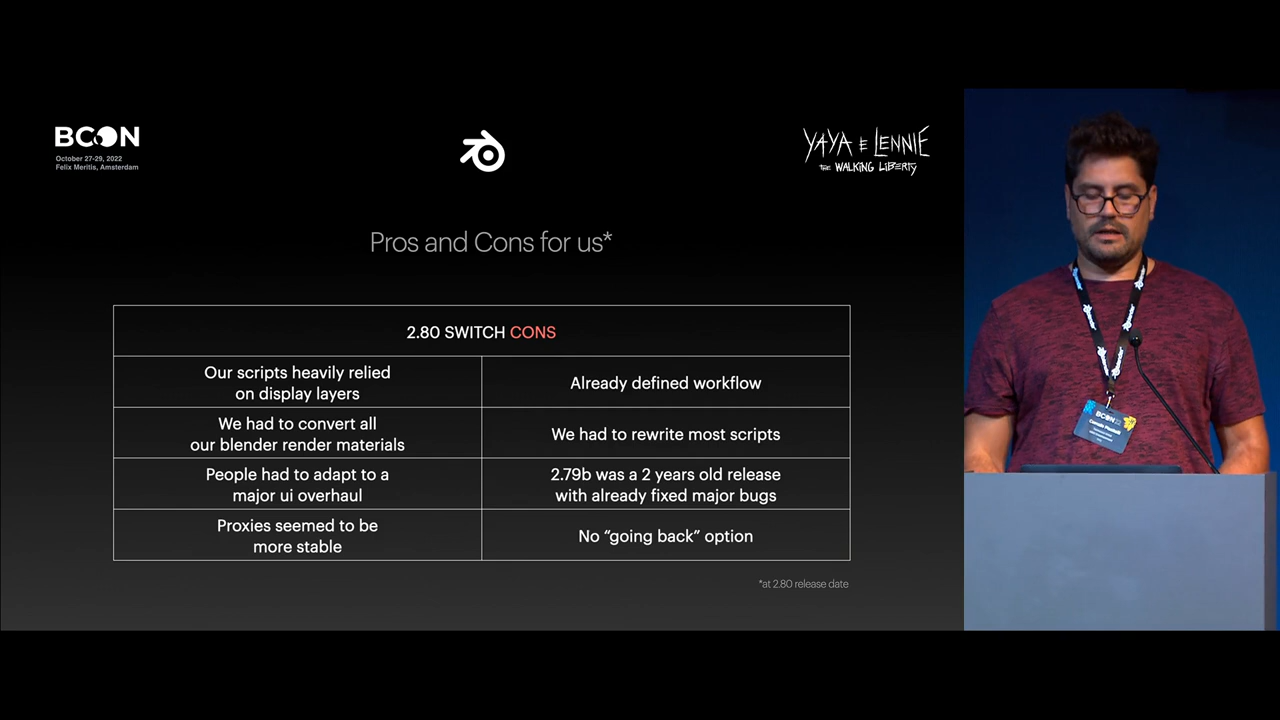 BCON
October 27-29, 2022
Felix Meritis, Amsterdam
YAYA E LENNIE
THE WALKING LIBERTY
Pros and Cons for us*
2.80 SWITCH CONS
Our scripts heavily relied
on display layers
Already defined workflow
We had to convert all
our blender render materials
We had to rewrite most scripts
People had to adapt to a
major ui overhaul
2.79b was a 2 years old release
with already fixed major bugs
Proxies seemed to be
more stable
No “going back” option
*at 2.80 release date
BCON